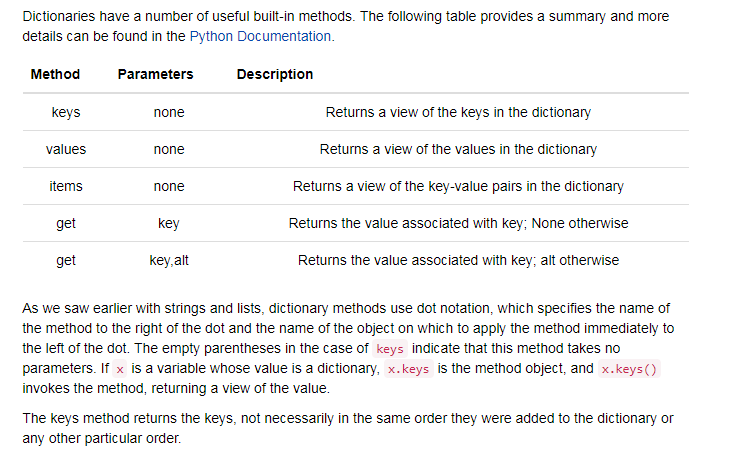 Dictionaries have a number of useful built-in methods. The following table provides a summary and more
details can be found in the Python Documentation.
Method Parameters Description
keys none Returns a view of the keys in the dictionary
values none Returns a view of the values in the dictionary
items none Returns a view of the key-value pairs in the dictionary
get key Returns the value associated with key; None otherwise
get key,alt Returns the value associated with key; alt otherwise
As we saw earlier with strings and lists, dictionary methods use dot notation, which specifies the name of
the method to the right of the dot and the name of the object on which to apply the method immediately to
the left of the dot. The empty parentheses in the case of keys indicate that this method takes no
parameters. If x is a variable whose value is a dictionary, x.keys is the method object, and x.keys()
invokes the method, returning a view of the value.
The keys method returns the keys, not necessarily in the same order they were added to the dictionary or
any other particular order.